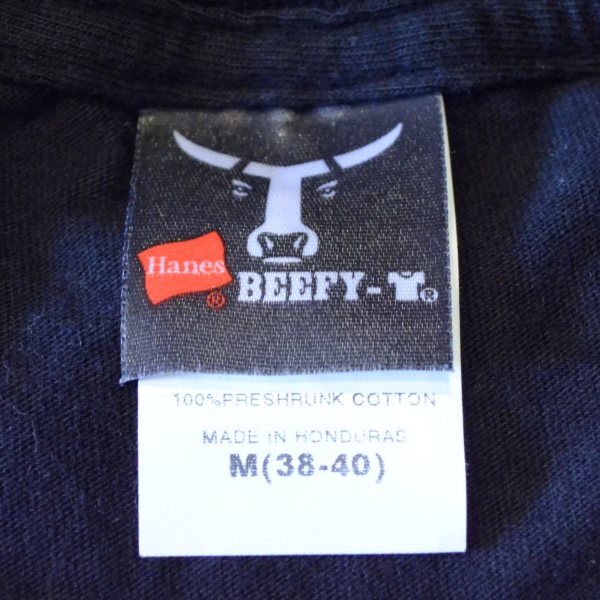 Hanes ® BEEFY-®
100%PRESHRUNK COTTON
MADE IN HONDURAS
M(38-40)